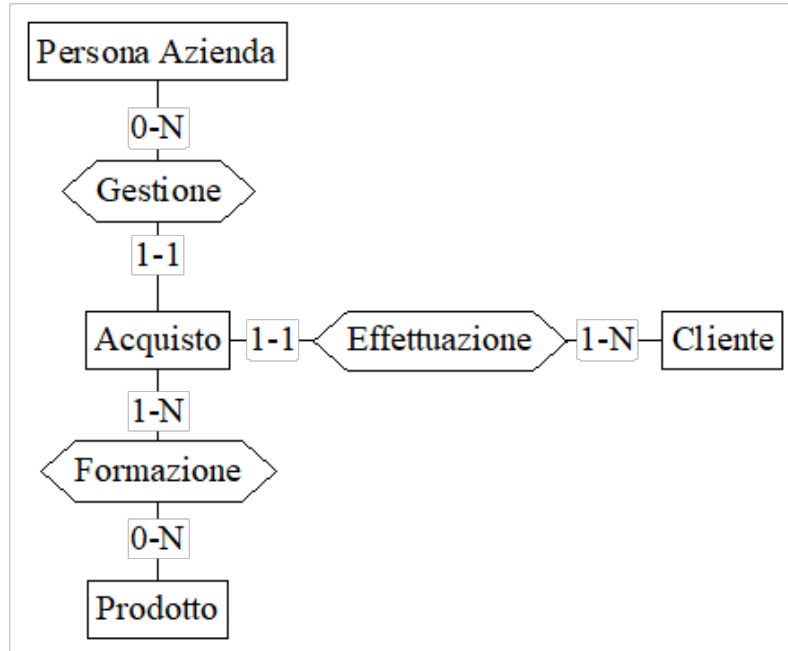 Persona Azienda
0-N
Gestione
1-1
Acquisto 1-1 Effettuazione 1-N Cliente
1-N
Formazione
0-N
Prodotto